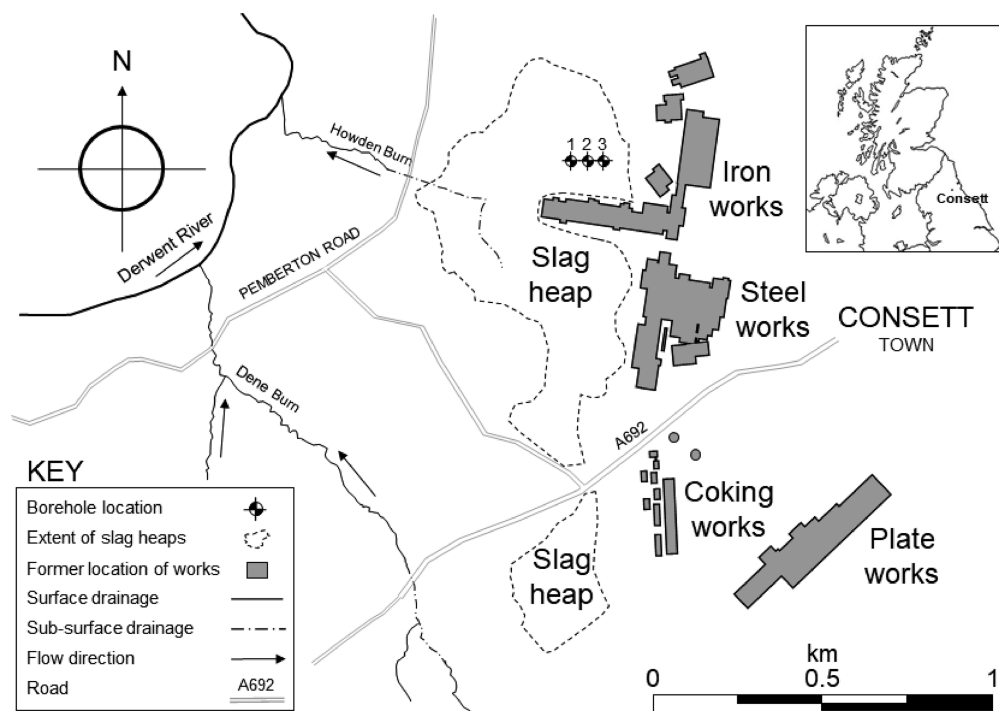 N
Howden Burn
1 2 3
Iron
works
Consett
Derwent River
PEMBERTON ROAD
Slag
heap
Steel
works
CONSETT
TOWN
Dene Burn
A692
KEY
Borehole location
Extent of slag heaps
Former location of works
Surface drainage
Sub-surface drainage
Flow direction
Road
A692
Coking
works
Slag
heap
Plate
works
km
0
0.5
1